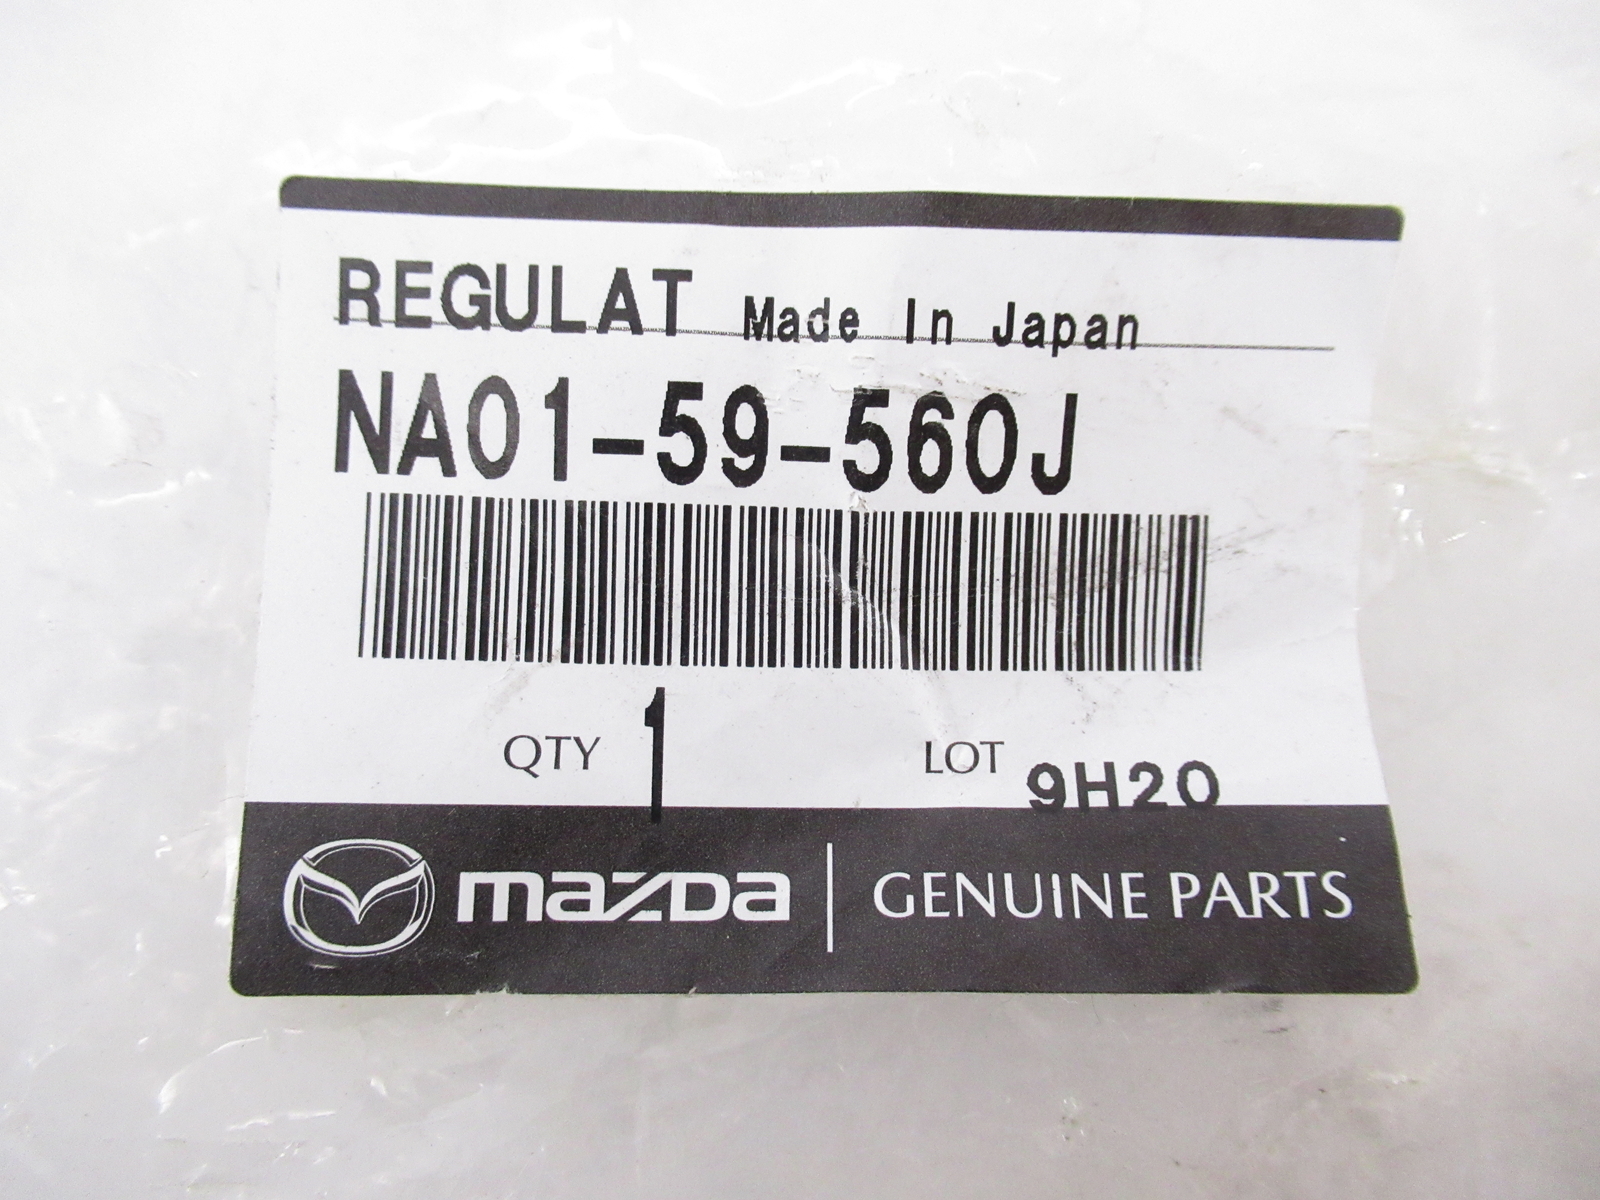 REGULAT Made In Japan
NA01-59-560J
QTY 1 LOT 9H20
mazda GENUINE PARTS